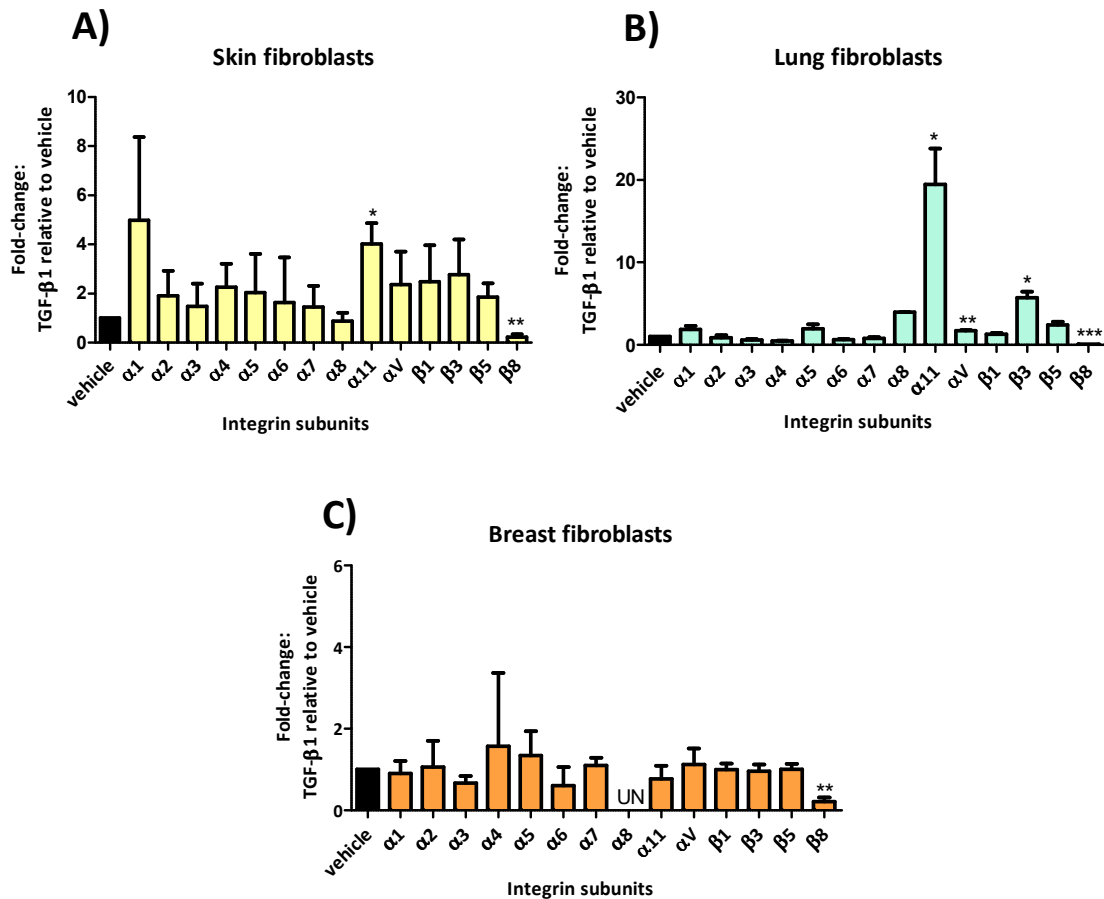 A)
Skin fibroblasts
Fold-change:
TGF-β1 relative to vehicle
10
8
6
4
2
0
*
**
vehicle
α1
α2
α3
α4
α5
α6
α7
α8
α11
αV
β1
β3
β5
β8
Integrin subunits
B)
Lung fibroblasts
Fold-change:
TGF-β1 relative to vehicle
30
20
10
0
*
**
*
***
vehicle
α1
α2
α3
α4
α5
α6
α7
α8
α11
αV
β1
β3
β5
β8
Integrin subunits
C)
Breast fibroblasts
Fold-change:
TGF-β1 relative to vehicle
6
4
2
0
UN
**
vehicle
α1
α2
α3
α4
α5
α6
α7
α8
α11
αV
β1
β3
β5
β8
Integrin subunits